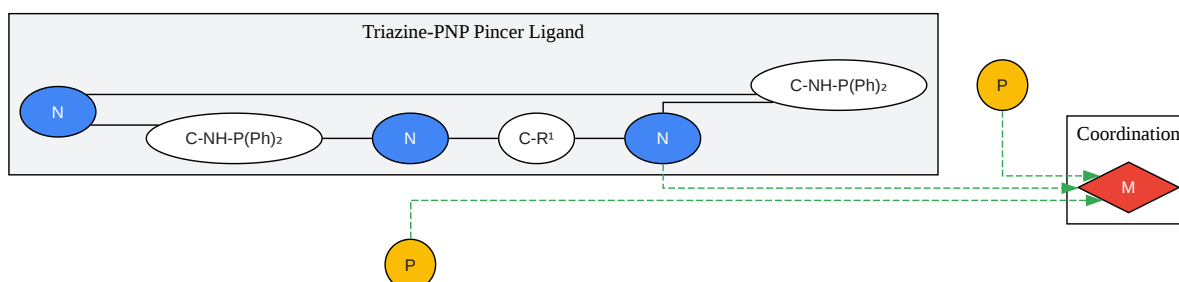 Triazine-PNP Pincer Ligand
C-NH-P(Ph)₂
P
N
C-NH-P(Ph)₂
N
C-R¹
N
Coordination
M
P